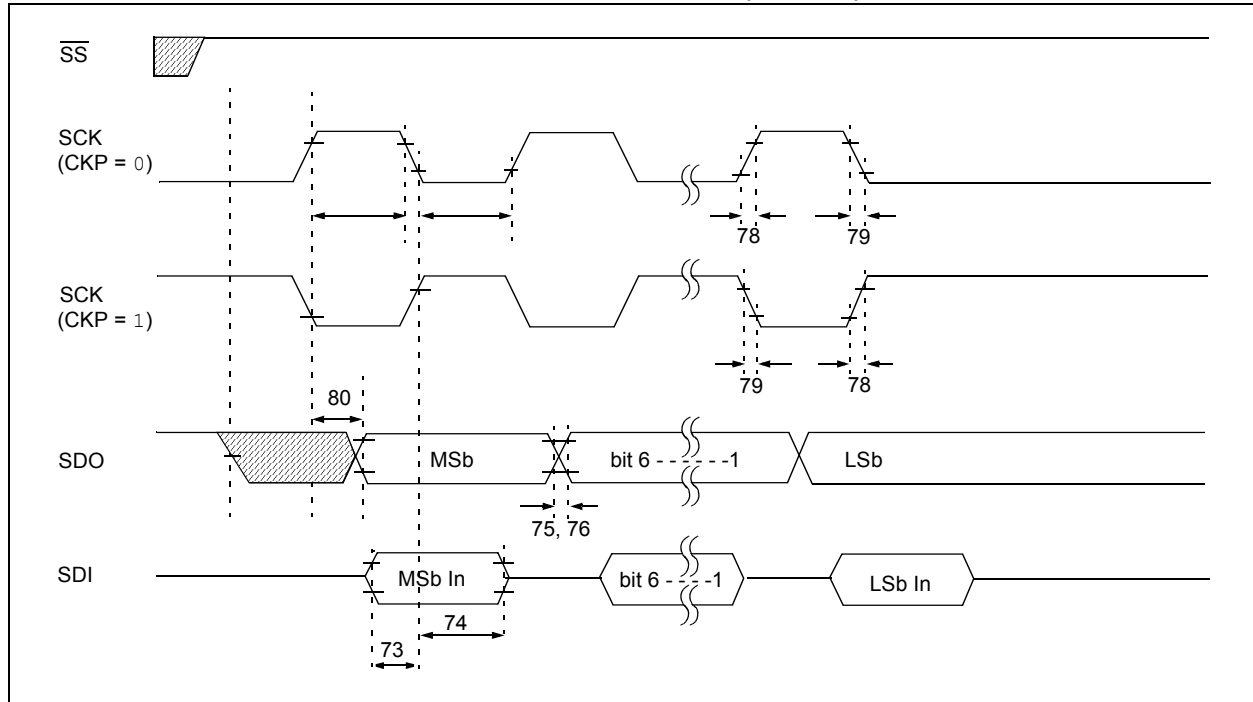 SS
SCK
(CKP = 0)
78
79
SCK
(CKP = 1)
79
78
80
SDO
MSb
bit 6 - - - - - -1
LSb
75, 76
SDI
MSb In
bit 6 - - - -1
LSb In
74
73